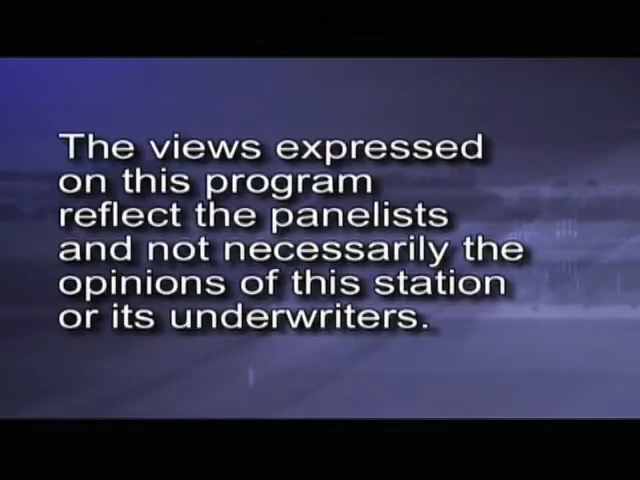 The views expressed
on this program
reflect the panelists
and not necessarily the
opinions of this station
or its underwriters.